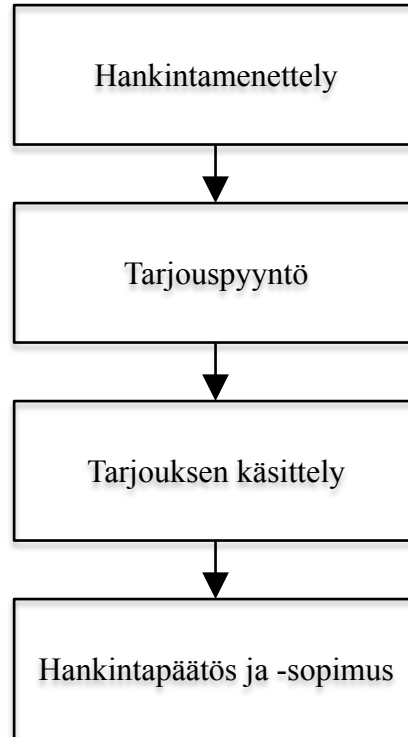 Hankintamenettely
Tarjouspyyntö
Tarjouksen käsittely
Hankintapäätös ja -sopimus